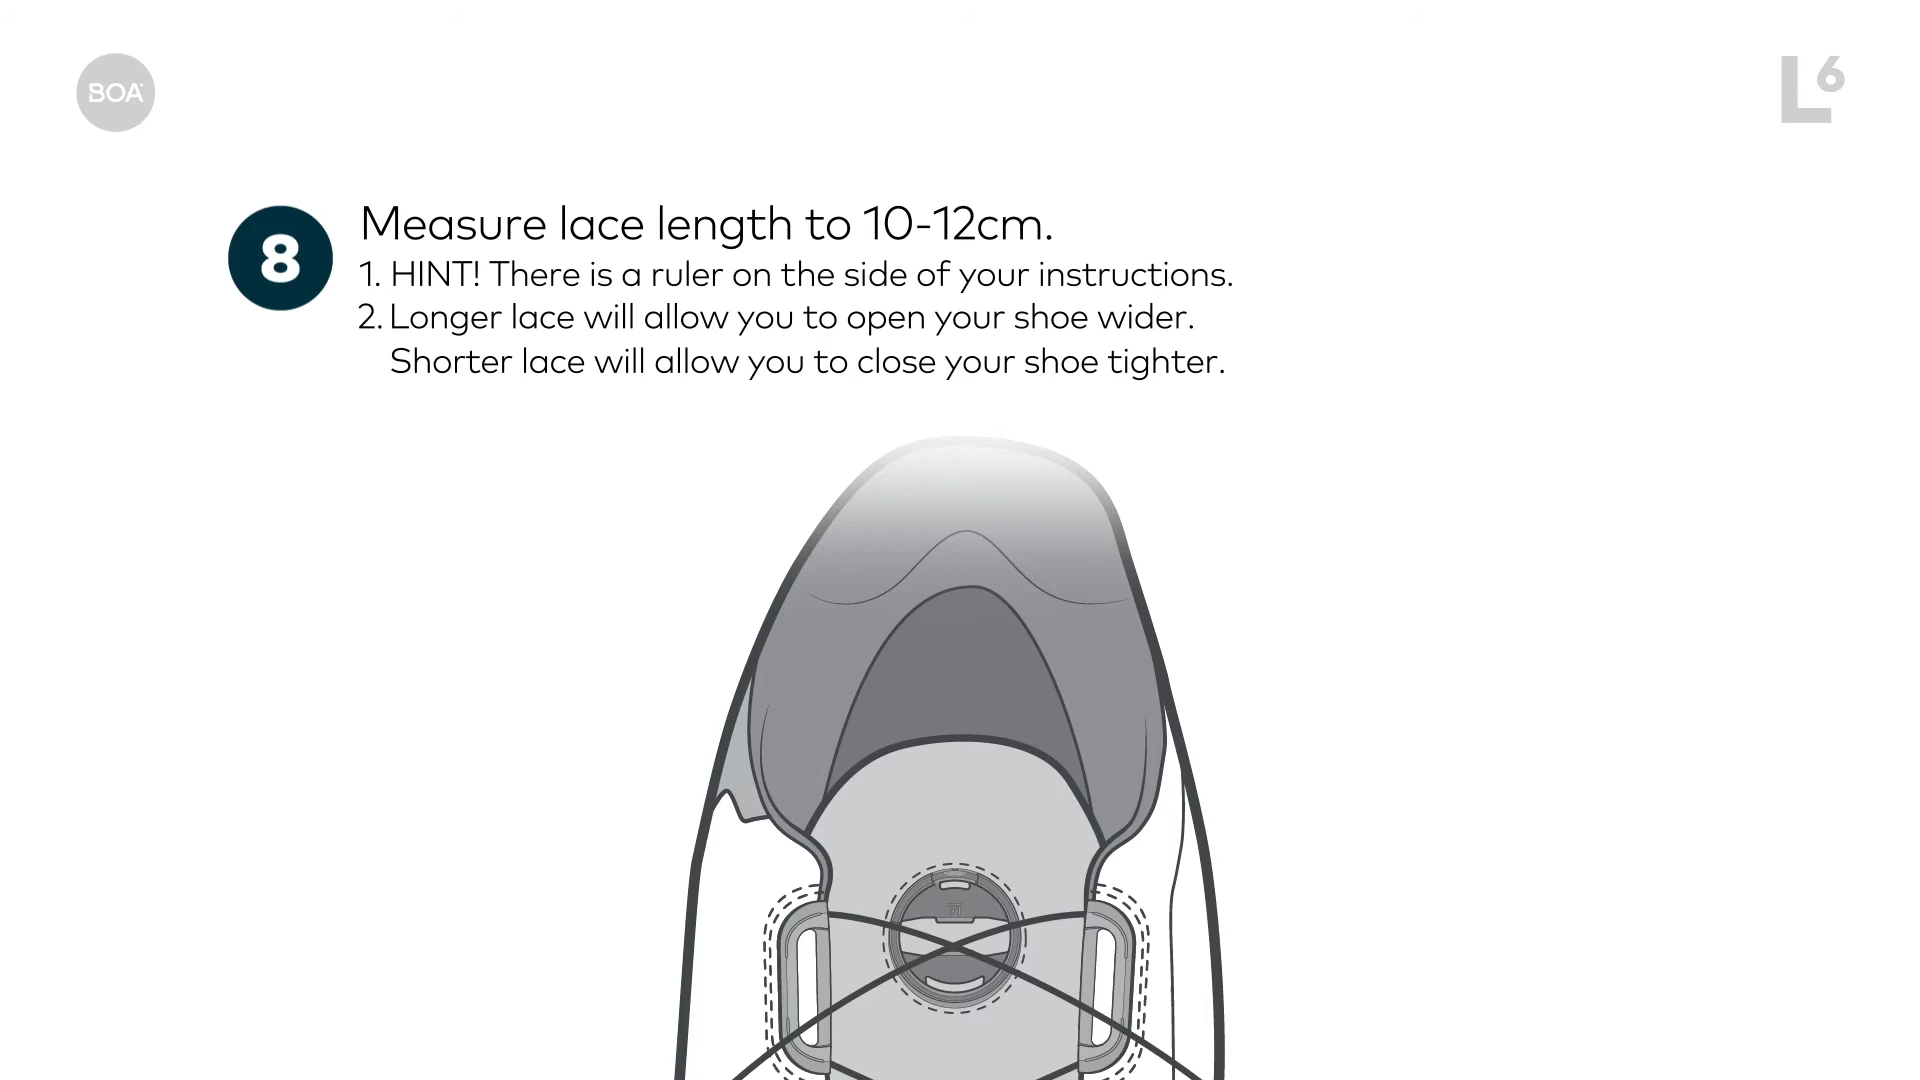 BOA
L6
8
Measure lace length to 10-12cm.
1. HINT! There is a ruler on the side of your instructions.
2. Longer lace will allow you to open your shoe wider.
Shorter lace will allow you to close your shoe tighter.